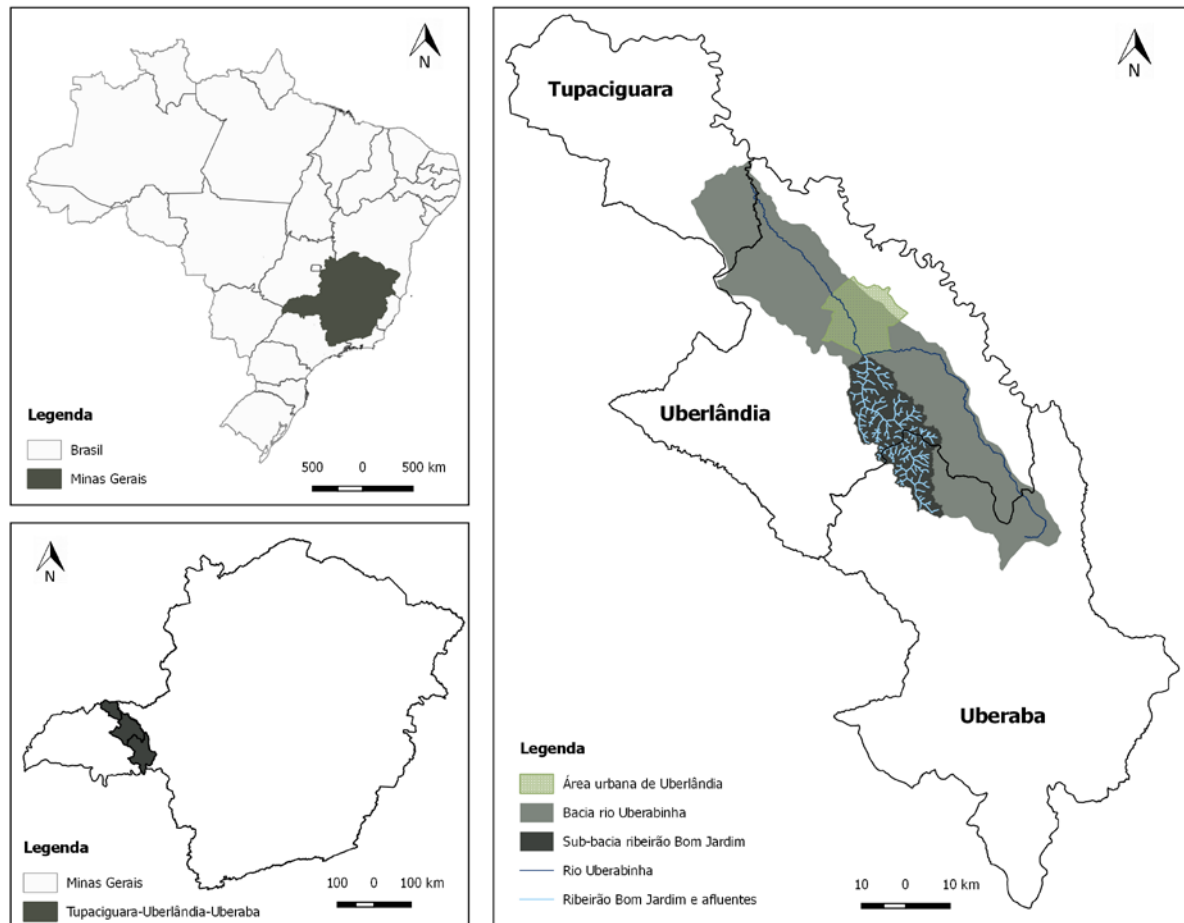 N
Legenda
Brasil
Minas Gerais
500 0 500 km
N
Legenda
Minas Gerais
Tupaciguara-Uberlândia-Uberaba
100 0 100 km
N
Tupaciguara
Uberlândia
Uberaba
Legenda
Área urbana de Uberlândia
Bacia rio Uberabinha
Sub-bacia ribeirão Bom Jardim
Rio Uberabinha
Ribeirão Bom Jardim e afluentes
10 0 10 km